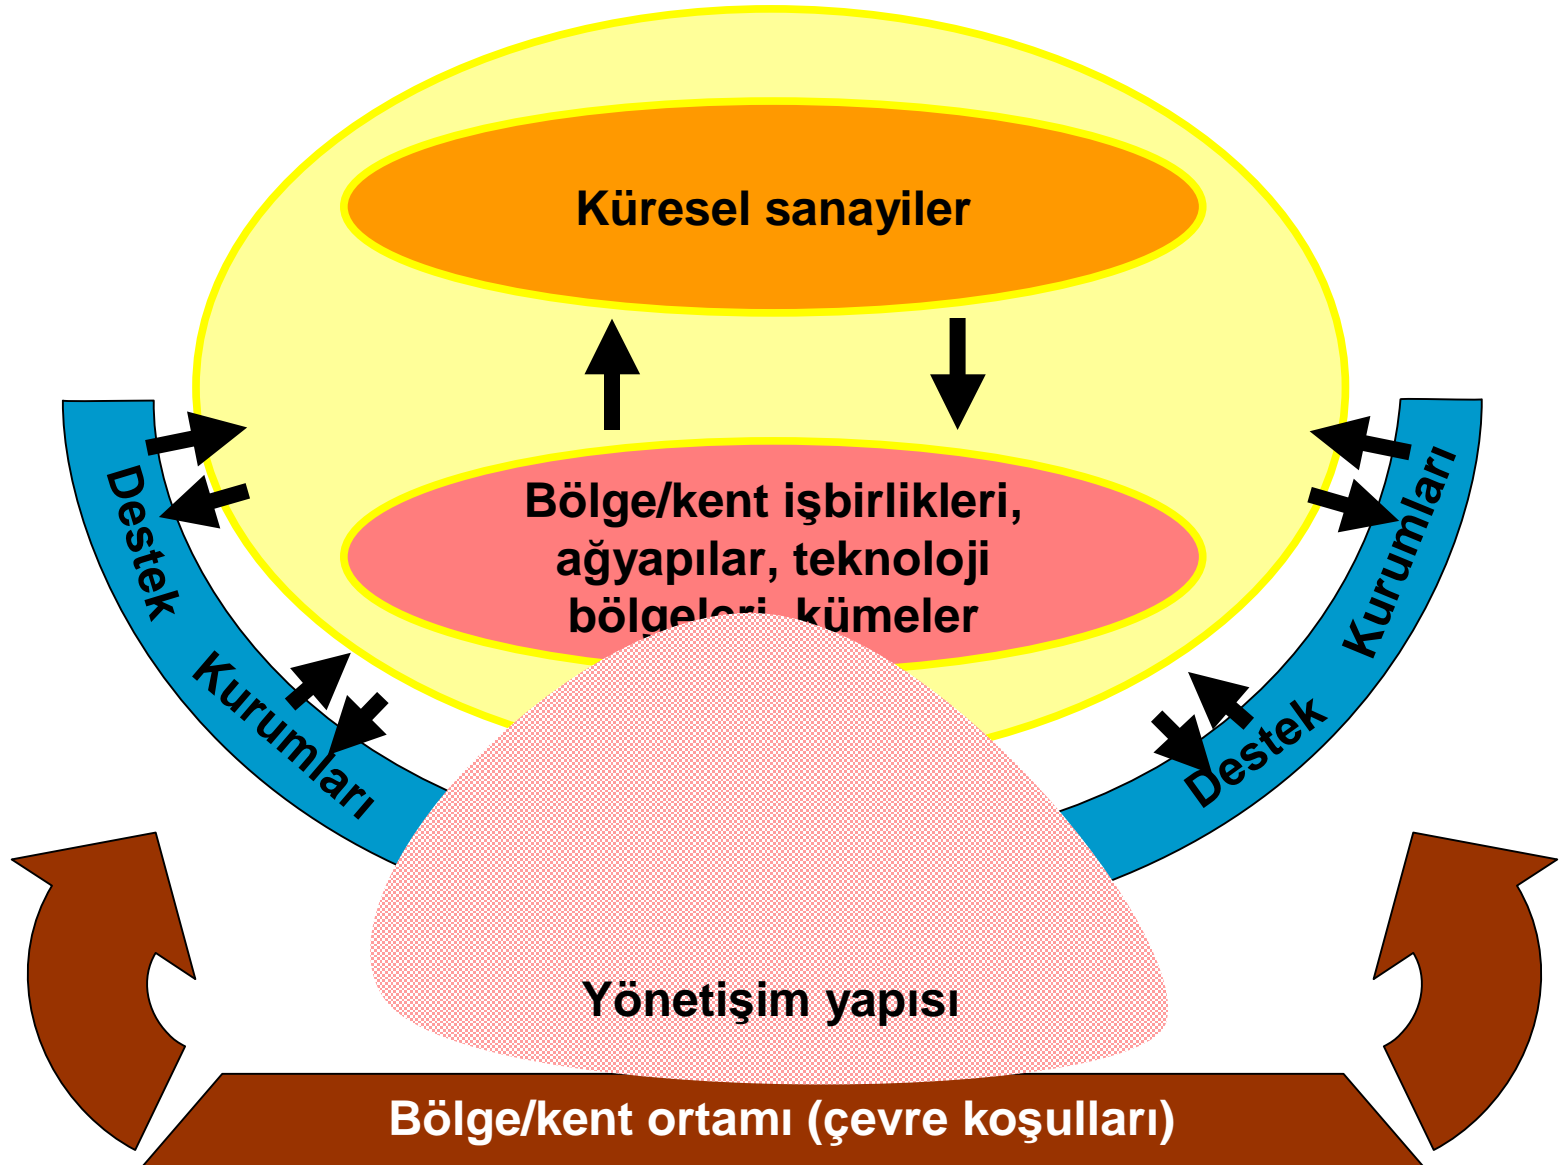 Küresel sanayiler
Bölge/kent işbirlikleri,
ağyapılar, teknoloji
bölgeleri, kümeler
Destek
Kurumları
Destek
Kurumları
Yönetişim yapısı
Bölge/kent ortamı (çevre koşulları)